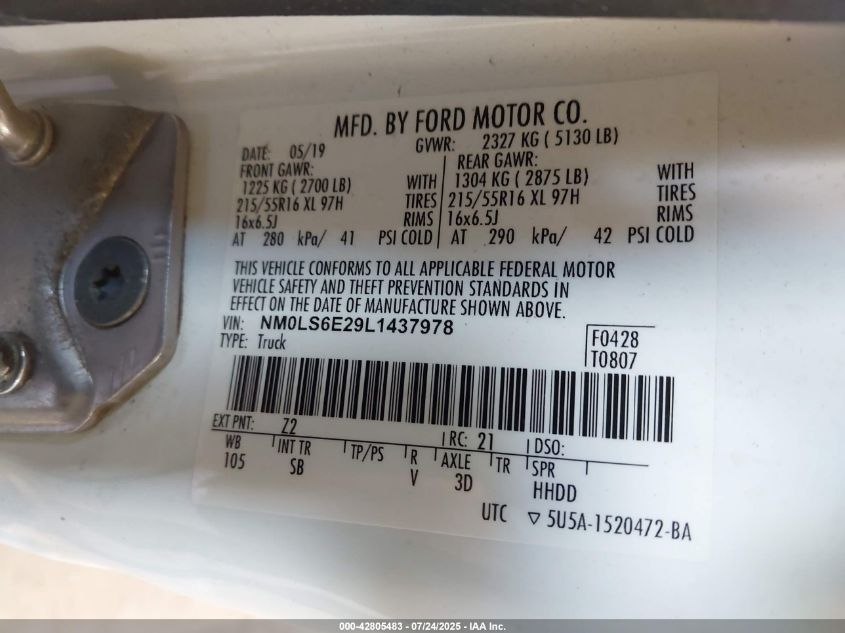 MFD. BY FORD MOTOR CO.
DATE: 05/19 GVWR: 2327 KG ( 5130 LB)
FRONT GAWR: REAR GAWR:
1225 KG ( 2700 LB) WITH 1304 KG ( 2875 LB) WITH
215/55R16 XL 97H TIRES 215/55R16 XL 97H TIRES
16x6.5J RIMS 16x6.5J RIMS
AT 280 kPa/ 41 PSI COLD AT 290 kPa/ 42 PSI COLD
THIS VEHICLE CONFORMS TO ALL APPLICABLE FEDERAL MOTOR
VEHICLE SAFETY AND THEFT PREVENTION STANDARDS IN
EFFECT ON THE DATE OF MANUFACTURE SHOWN ABOVE.
VIN: NM0LS6E29L1437978
TYPE: Truck
F0428
T0807
EXT PNT: Z2 RC: 21 DSO:
WB INT TR TP/PS R AXLE TR SPR
105 SB V 3D HHDD
UTC ▽ 5U5A-1520472-BA
000-42805483 - 07/24/2025 - IAA Inc.